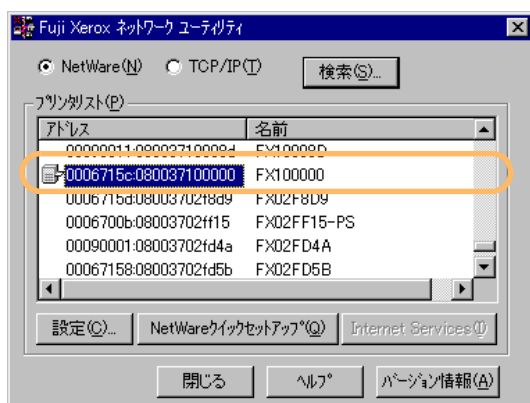 Fuji Xerox ﾈｯﾄﾜｰｸ ﾕｰﾃｨﾘﾃｨ
NetWare(N) TCP/IP(T) 検索(S)...
ﾌﾟﾘﾝﾀﾘｽﾄ(P)
ｱﾄﾞﾚｽ 名前
00090011:08003710008d FX10008D
0006715c:080037100000 FX100000
0006715d:08003702f8d9 FX02F8D9
0006700b:08003702ff15 FX02FF15-PS
00090001:08003702fd4a FX02FD4A
00067158:08003702fd5b FX02FD5B
設定(C)... NetWareｸｲｯｸｾｯﾄｱｯﾌﾟ(Q) Internet Services(I)
閉じる ﾍﾙﾌﾟ ﾊﾞｰｼﾞｮﾝ情報(A)